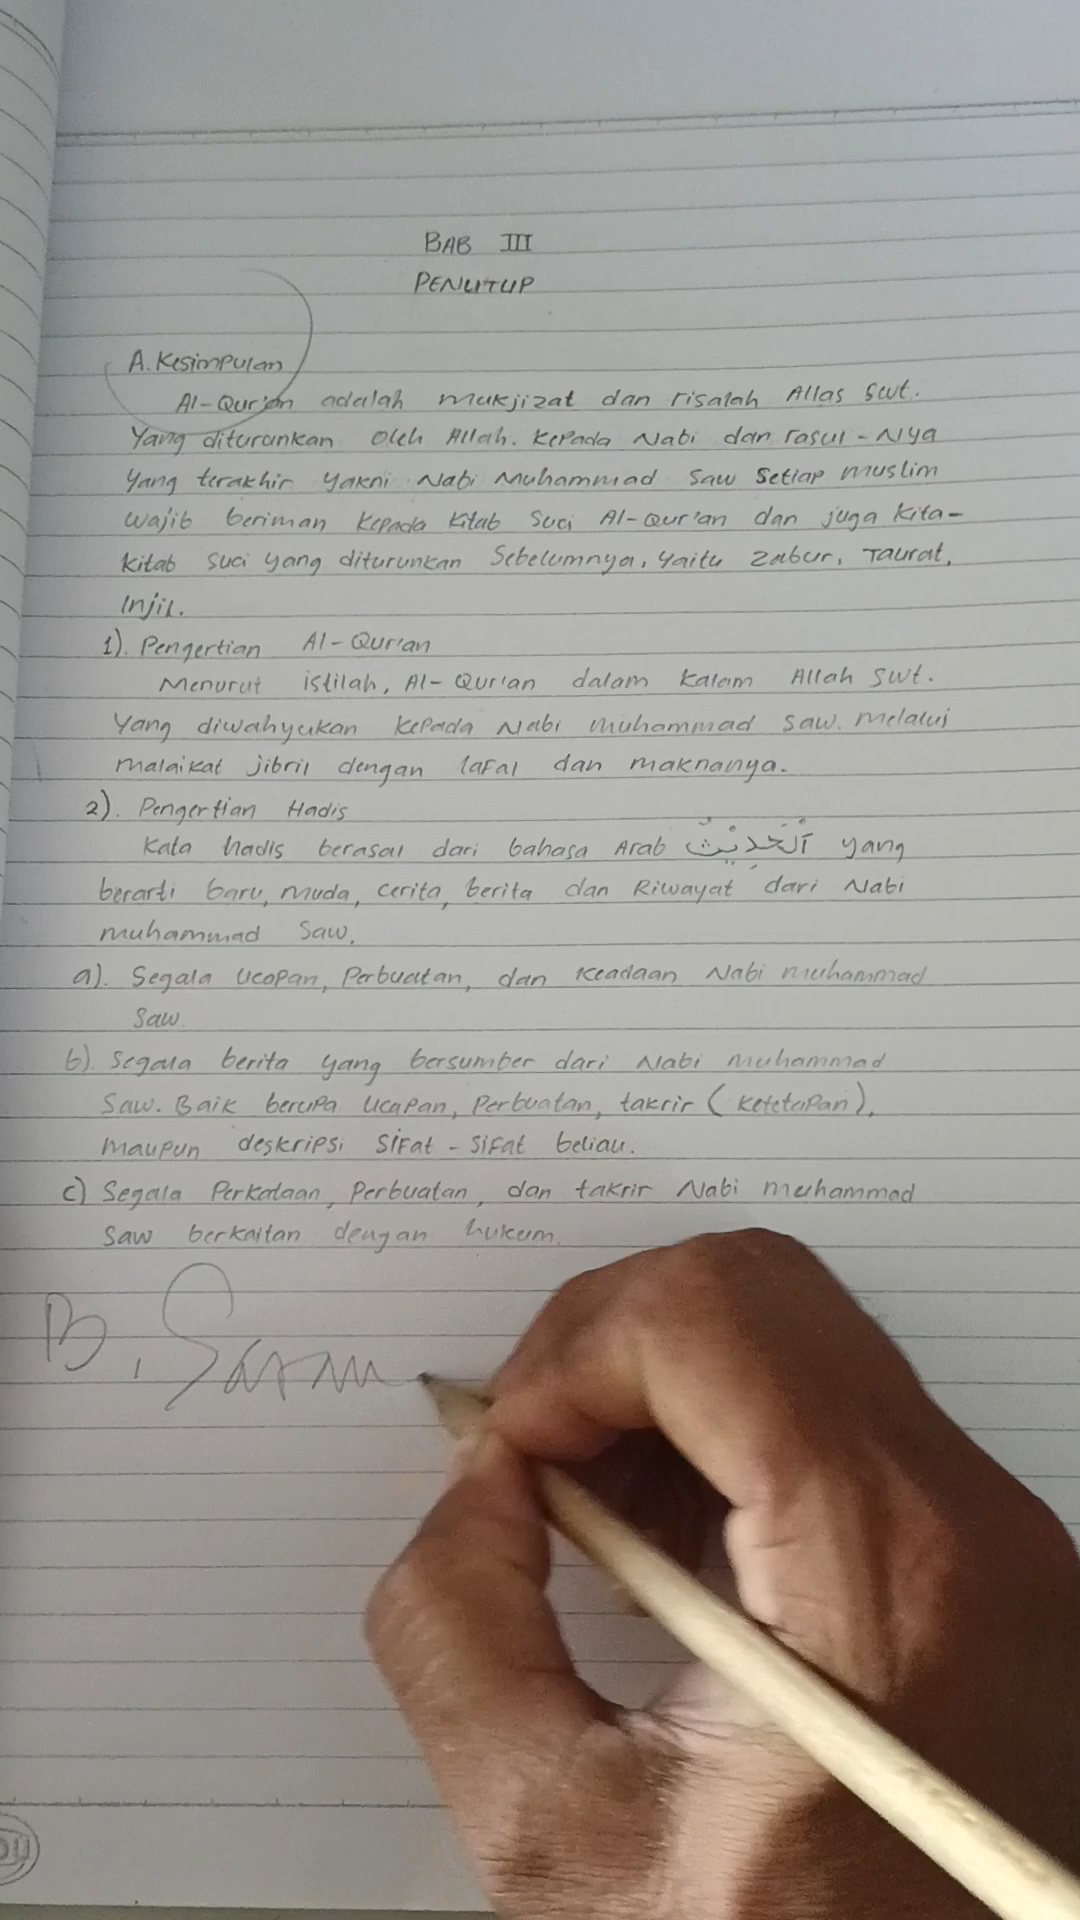 BAB III
PENUTUP
A. Kesimpulan
Al-Qur'an adalah mukjizat dan risalah Allas swt.
Yang diturunkan oleh Allah. Kepada Nabi dan rasul-Nya
Yang terakhir yakni Nabi Muhammad Saw Setiap muslim
wajib beriman Kepada Kitab Suci Al-Qur'an dan juga Kita-
kitab suci yang diturunkan Sebelumnya, Yaitu Zabur, Taurat,
Injil.
1). Pengertian Al-Qur'an
Menurut istilah, Al-Qur'an dalam Kalam Allah Swt.
Yang diwahyukan kepada Nabi muhammad saw. melalui
malaikat jibril dengan lafal dan maknanya.
2). Pengertian Hadis
Kata hadis berasal dari bahasa Arab اَلْحَدِيْثُ yang
berarti baru, muda, cerita, berita dan Riwayat dari Nabi
muhammad Saw.
a). Segala Ucapan, Perbuatan, dan Keadaan Nabi muhammad
Saw.
b) Segala berita yang bersumber dari Nabi muhammad
Saw. Baik berupa Ucapan, Perbuatan, takrir (Ketetapan),
maupun deskripsi Sifat-Sifat beliau.
c) Segala Perkataan, Perbuatan, dan takrir Nabi muhammad
Saw berkaitan dengan hukum.
B. Saran